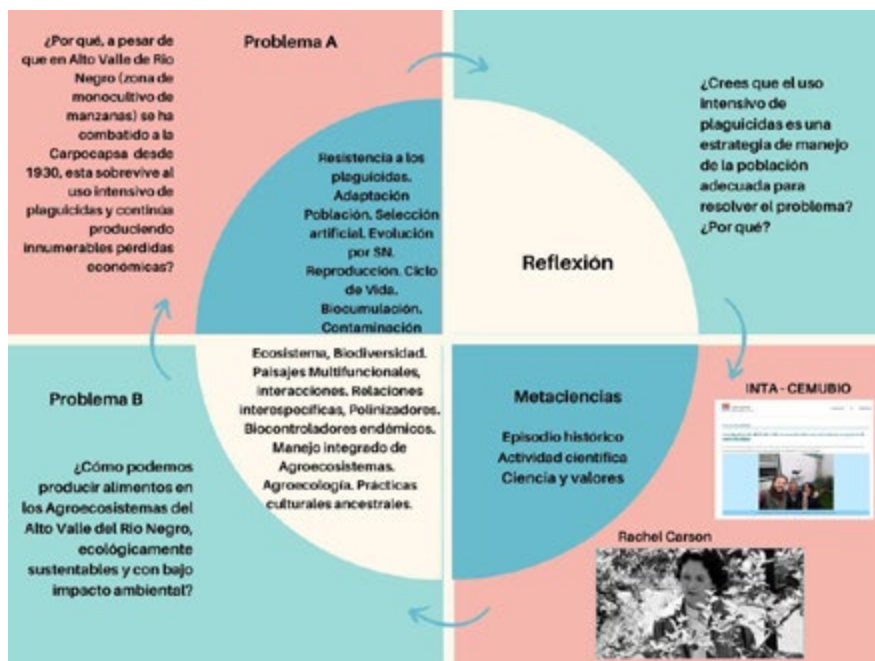 ¿Por qué, a pesar de
que en Alto Valle de Río
Negro (zona de
monocultivo de
manzanas) se ha
combatido a la
Carpocapsa desde
1930, esta sobrevive al
uso intensivo de
plaguicidas y continúa
produciendo
innumerables pérdidas
económicas?
Problema A
Resistencia a los
plaguicidas.
Adaptación
Población. Selección
artificial. Evolución
por SN.
Reproducción. Ciclo
de Vida.
Biocumulación.
Contaminación
¿Crees que el uso
intensivo de
plaguicidas es una
estrategia de manejo
de la población
adecuada para
resolver el problema?
¿Por qué?
Reflexión
Problema B
¿Cómo podemos
producir alimentos en
los Agroecosistemas del
Alto Valle del Río Negro,
ecológicamente
sustentables y con bajo
impacto ambiental?
Ecosistema, Biodiversidad.
Paisajes Multifuncionales,
Interacciones. Relaciones
interespecíficas, Polinizadores.
Biocontroladores endémicos.
Manejo integrado de
Agroecosistemas.
Agroecología. Prácticas
culturales ancestrales.
Metaciencias
Episodio histórico
Actividad científica
Ciencia y valores
INTA - CEMUBIO
Rachel Carson